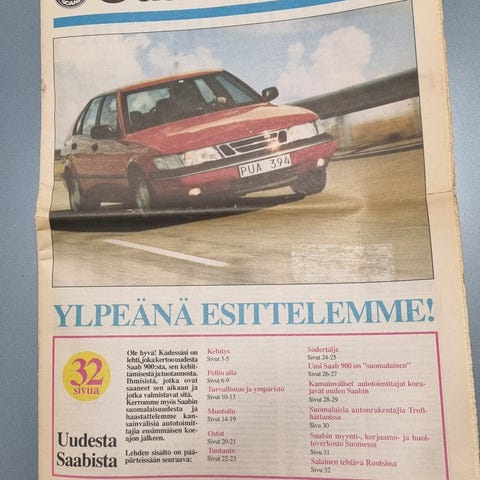 PUA 394
YLPEÄNÄ ESITTELEMME!
32
sivua
Uudesta
Saabista
Ole hyvä! Kädessäsi on
lehti, joka kertoo uudesta
Saab 900:sta, sen kehit-
tämisestä ja tuotannosta.
Ihmisistä, jotka ovat
saaneet sen aikaan ja
jotka valmistavat sitä.
Kerromme myös Saabin
suomalaisuudesta ja
haastattelemme kan-
sainvälisiä autotoimit-
tajia ensimmäisen koe-
ajon jälkeen.
Lehden sisältö on pää-
piirteissään seuraava:
Kehitys
Sivut 3-5
Pellin alla
Sivut 6-9
Turvallisuus ja ympäristö
Sivut 10-13
Muotoilu
Sivut 14-19
Ostot
Sivut 20-21
Tuotanto
Sivut 22-23
Södertälje
Sivut 24-25
Uusi Saab 900 on "suomalainen"
Sivut 26-27
Kansainväliset autotoimittajat koea-
javat uuden Saabin
Sivut 28-29
Suomalaisia autonrakentajia Troll-
hättanissa
Sivu 30
Saabin myynti-, korjaamo- ja huol-
toverkosto Suomessa
Sivu 31
Salainen tehtävä Ruotsissa
Sivu 32